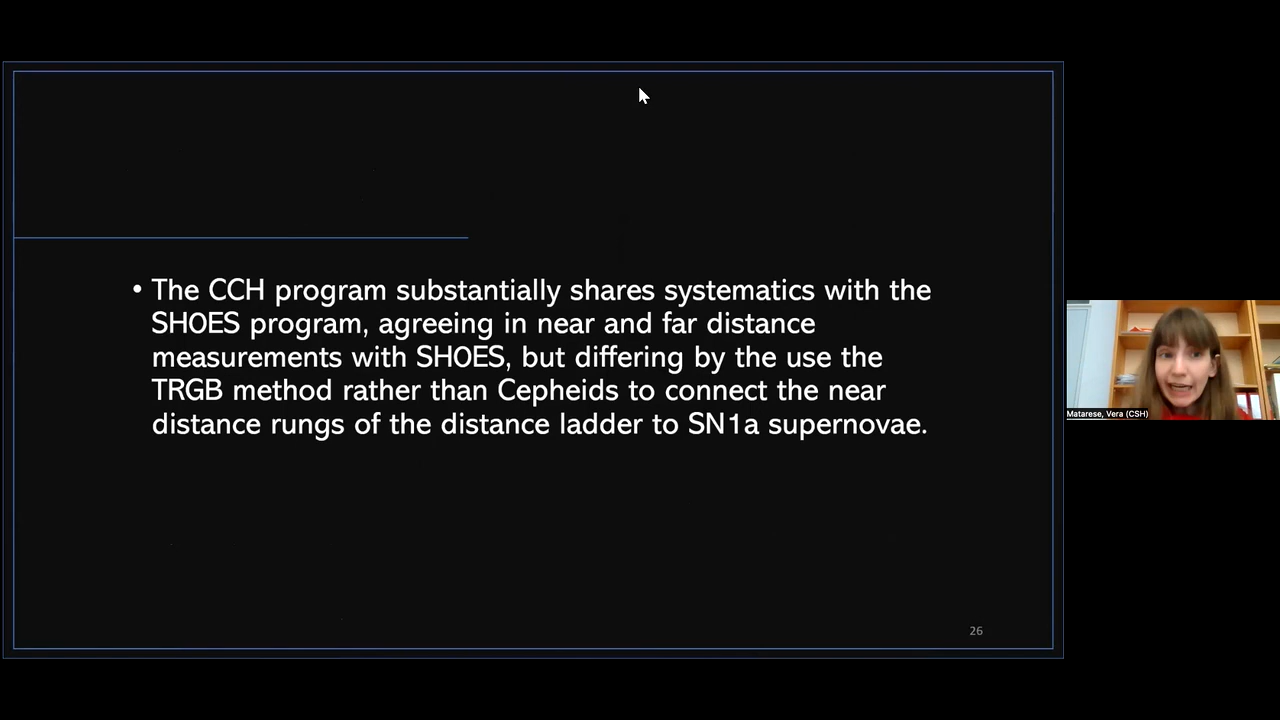 • The CCH program substantially shares systematics with the
SH0ES program, agreeing in near and far distance
measurements with SH0ES, but differing by the use the
TRGB method rather than Cepheids to connect the near
distance rungs of the distance ladder to SN1a supernovae.
Matarese, Vera (CSH)
26